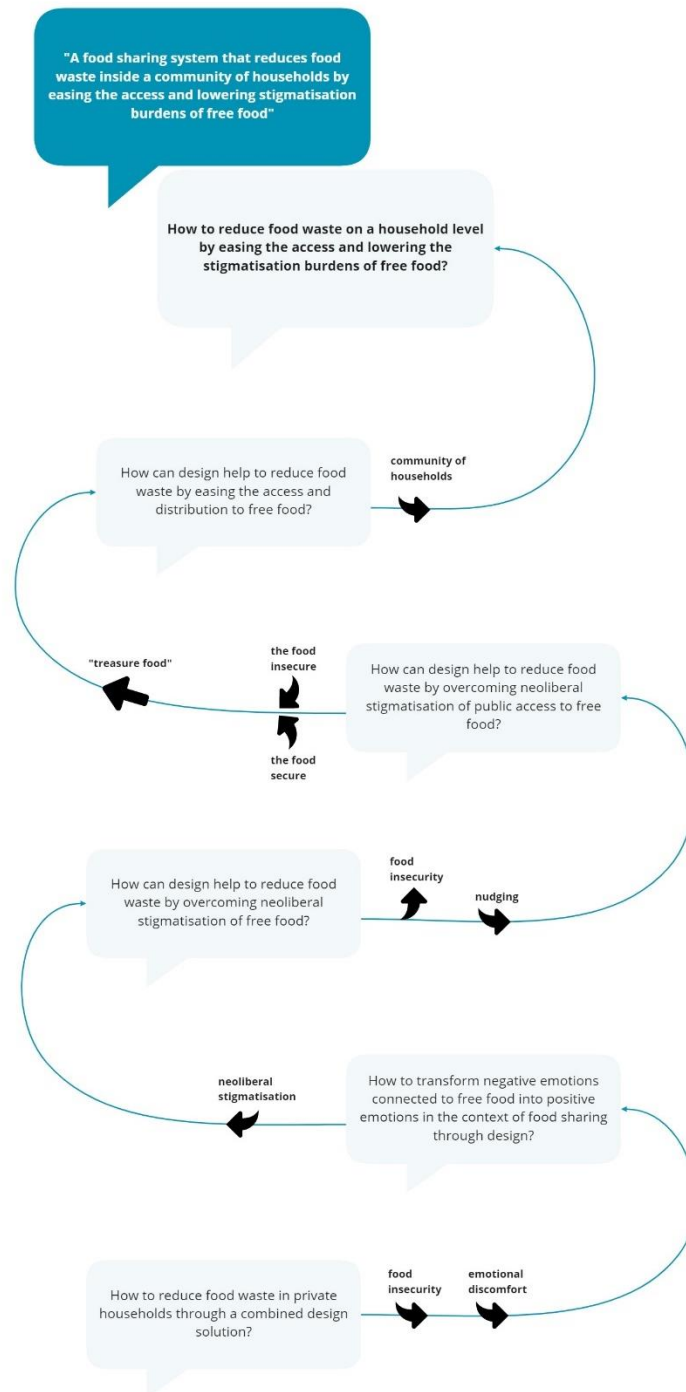 "A food sharing system that reduces food
waste inside a community of households by
easing the access and lowering stigmatisation
burdens of free food"
How to reduce food waste on a household level
by easing the access and lowering the
stigmatisation burdens of free food?
How can design help to reduce food
waste by easing the access and
distribution to free food?
community of
households
"treasure food"
the food
insecure
the food
secure
How can design help to reduce food
waste by overcoming neoliberal
stigmatisation of public access to free
food?
How can design help to reduce food
waste by overcoming neoliberal
stigmatisation of free food?
food
insecurity
nudging
neoliberal
stigmatisation
How to transform negative emotions
connected to free food into positive
emotions in the context of food sharing
through design?
How to reduce food waste in private
households through a combined design
solution?
food
insecurity
emotional
discomfort